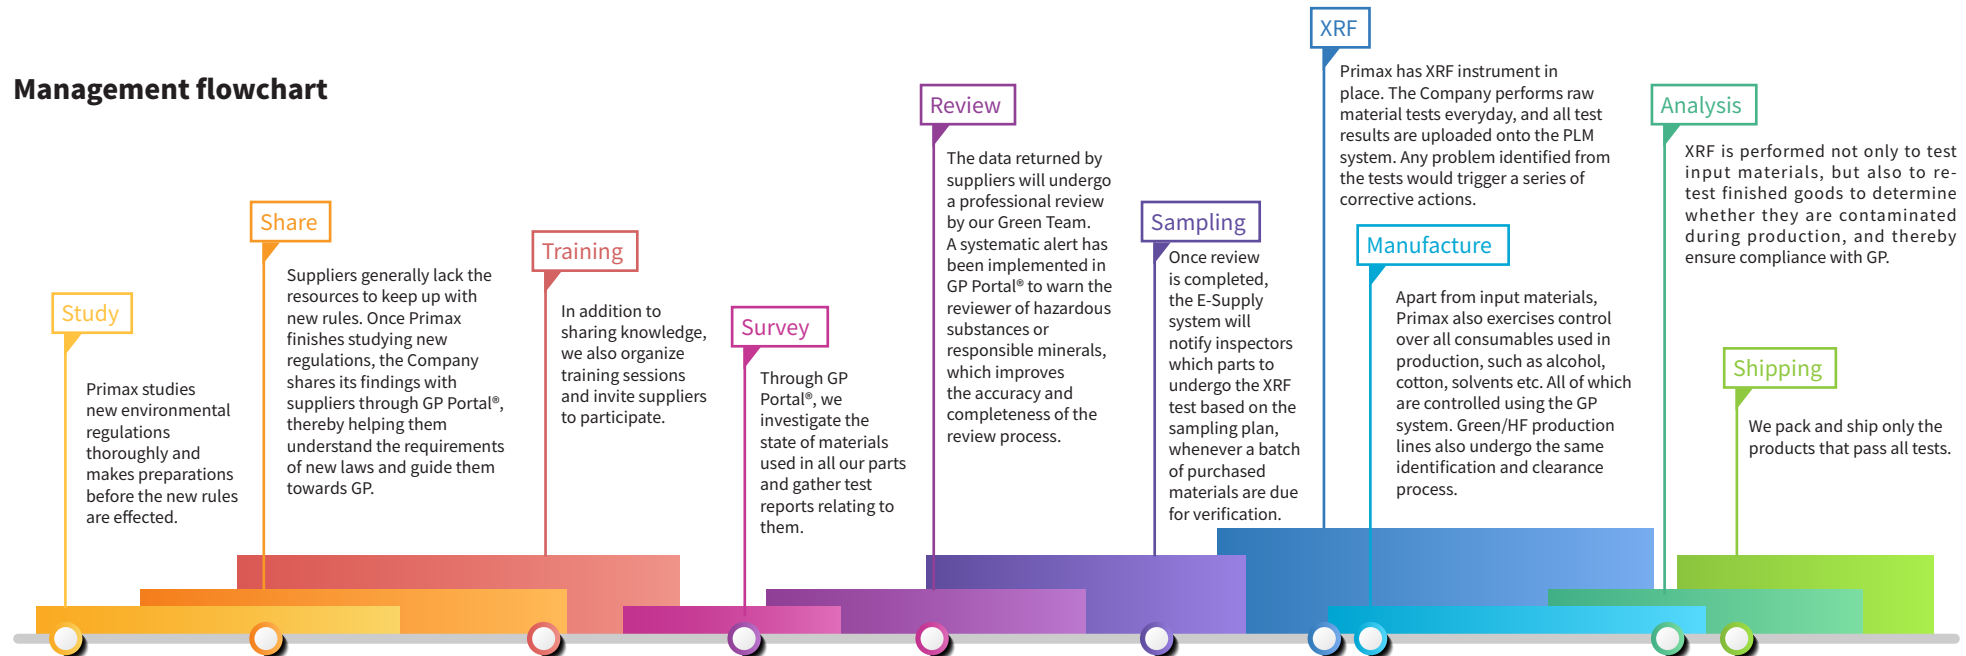 Management flowchart
Study
Primax studies
new environmental
regulations
thoroughly and
makes preparations
before the new rules
are effected.
Share
Suppliers generally lack the
resources to keep up with
new rules. Once Primax
finishes studying new
regulations, the Company
shares its findings with
suppliers through GP Portal®,
thereby helping them
understand the requirements
of new laws and guide them
towards GP.
Training
In addition to
sharing knowledge,
we also organize
training sessions
and invite suppliers
to participate.
Survey
Through GP
Portal®, we
investigate the
state of materials
used in all our parts
and gather test
reports relating to
them.
Review
The data returned by
suppliers will undergo
a professional review
by our Green Team.
A systematic alert has
been implemented in
GP Portal® to warn the
reviewer of hazardous
substances or
responsible minerals,
which improves
the accuracy and
completeness of the
review process.
Sampling
Once review
is completed,
the E-Supply
system will
notify inspectors
which parts to
undergo the XRF
test based on the
sampling plan,
whenever a batch
of purchased
materials are due
for verification.
XRF
Primax has XRF instrument in
place. The Company performs raw
material tests everyday, and all test
results are uploaded onto the PLM
system. Any problem identified from
the tests would trigger a series of
corrective actions.
Manufacture
Apart from input materials,
Primax also exercises control
over all consumables used in
production, such as alcohol,
cotton, solvents etc. All of which
are controlled using the GP
system. Green/HF production
lines also undergo the same
identification and clearance
process.
Analysis
XRF is performed not only to test
input materials, but also to re-
test finished goods to determine
whether they are contaminated
during production, and thereby
ensure compliance with GP.
Shipping
We pack and ship only the
products that pass all tests.